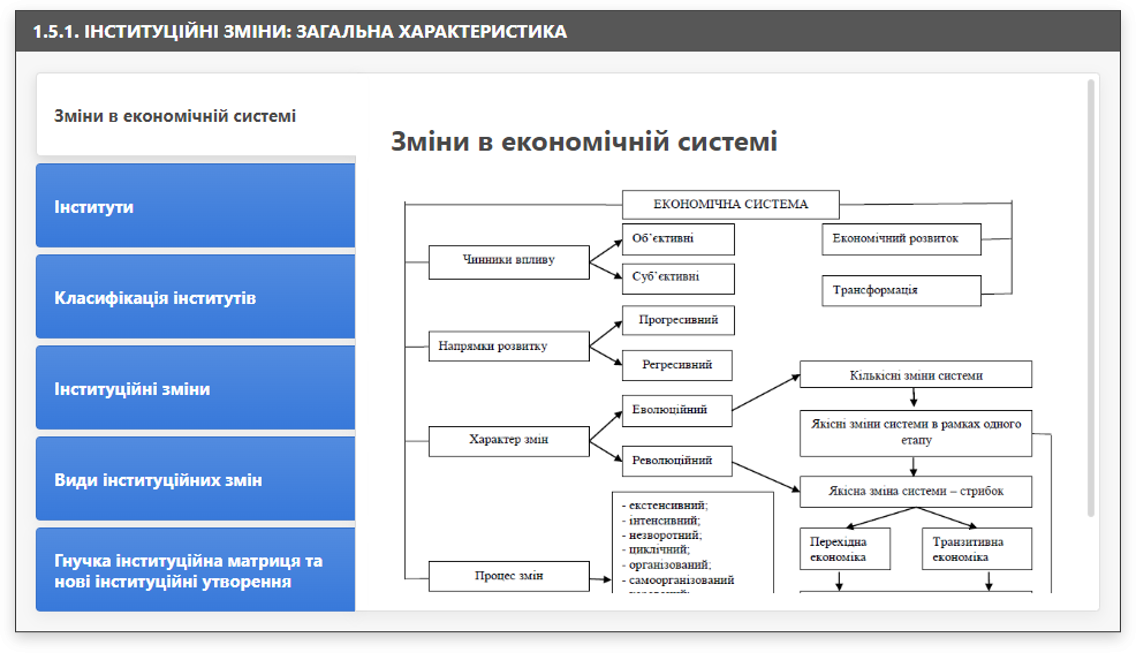 1.5.1. ІНСТИТУЦІЙНІ ЗМІНИ: ЗАГАЛЬНА ХАРАКТЕРИСТИКА
Зміни в економічній системі
Інститути
Класифікація інститутів
Інституційні зміни
Види інституційних змін
Гнучка інституційна матриця та
нові інституційні утворення
Зміни в економічній системі
ЕКОНОМІЧНА СИСТЕМА
Чинники впливу
Об’єктивні
Суб’єктивні
Економічний розвиток
Трансформація
Напрямки розвитку
Прогресивний
Регресивний
Характер змін
Еволюційний
Революційний
Кількісні зміни системи
Якісні зміни системи в рамках одного
етапу
Якісна зміна системи – стрибок
Перехідна
економіка
Транзитивна
економіка
Процес змін
- екстенсивний;
- інтенсивний;
- незворотний;
- циклічний;
- організований;
- самоорганізований